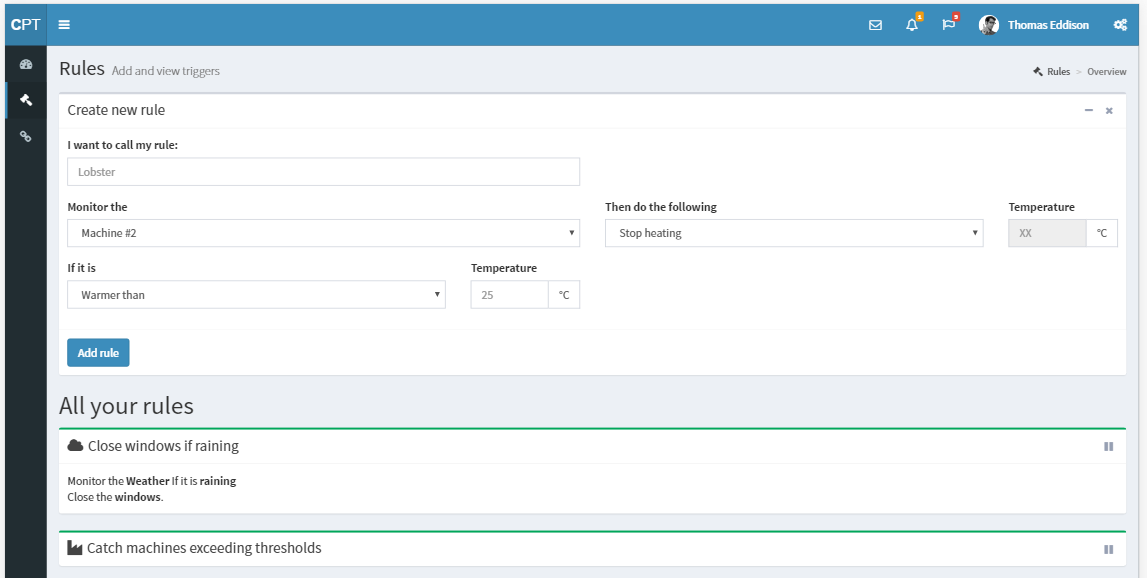 CPT
1
9
Thomas Eddison
Rules Add and view triggers
Rules > Overview
Create new rule
I want to call my rule:
Lobster
Monitor the
Then do the following
Temperature
Machine #2
Stop heating
XX
°C
If it is
Temperature
Warmer than
25
°C
Add rule
All your rules
Close windows if raining
Monitor the Weather If it is raining
Close the windows.
Catch machines exceeding thresholds